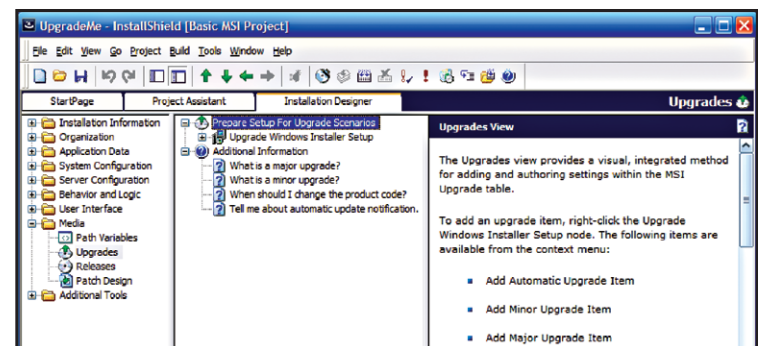 UpgradeMe - InstallShield [Basic MSI Project]
File Edit View Go Project Build Tools Window Help
StartPage
Project Assistant
Installation Designer
Upgrades
Installation Information
Organization
Application Data
System Configuration
Server Configuration
Behavior and Logic
User Interface
Media
Path Variables
Upgrades
Releases
Patch Design
Additional Tools
Prepare Setup For Upgrade Scenarios
Upgrade Windows Installer Setup
Additional Information
What is a major upgrade?
What is a minor upgrade?
When should I change the product code?
Tell me about automatic update notification.
Upgrades View
The Upgrades view provides a visual, integrated method
for adding and authoring settings within the MSI
Upgrade table.
To add an upgrade item, right-click the Upgrade
Windows Installer Setup node. The following items are
available from the context menu:
Add Automatic Upgrade Item
Add Minor Upgrade Item
Add Major Upgrade Item